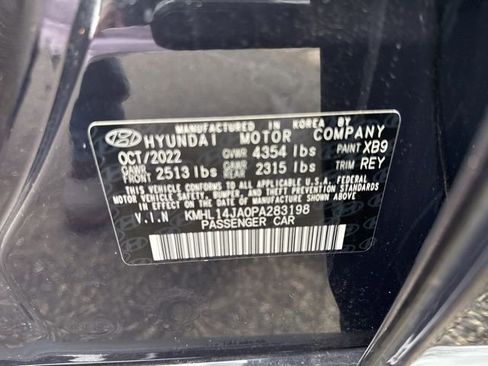 MANUFACTURED IN KOREA BY
HYUNDAI MOTOR COMPANY
OCT/2022 GVWR 4354 lbs PAINT XB9
GAWR FRONT 2513 lbs GAWR REAR 2315 lbs TRIM REY
THIS VEHICLE CONFORMS TO ALL APPLICABLE U.S. FEDERAL
MOTOR VEHICLE SAFETY, BUMPER, AND THEFT PREVENTION STANDARDS
IN EFFECT ON THE DATE OF MANUFACTURE SHOWN ABOVE.
V.I.N KMHL14JA0PA283198
PASSENGER CAR